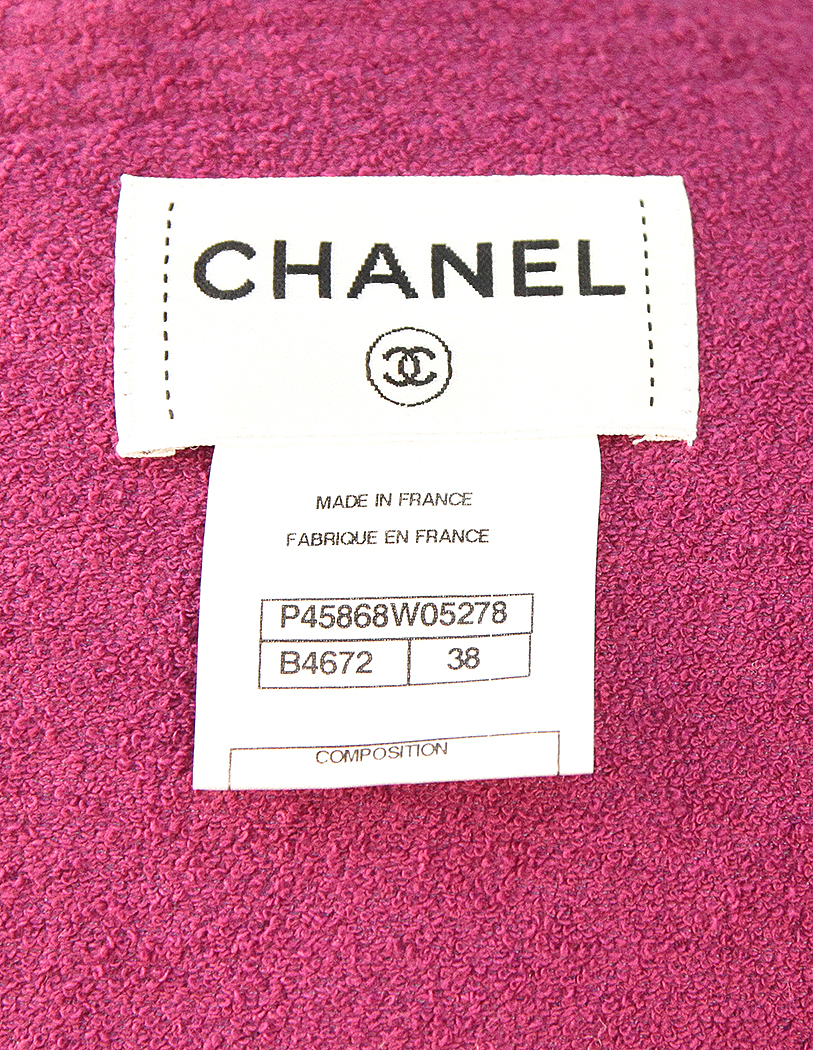 CHANEL
MADE IN FRANCE
FABRIQUE EN FRANCE
P45868W05278
B4672 38
COMPOSITION